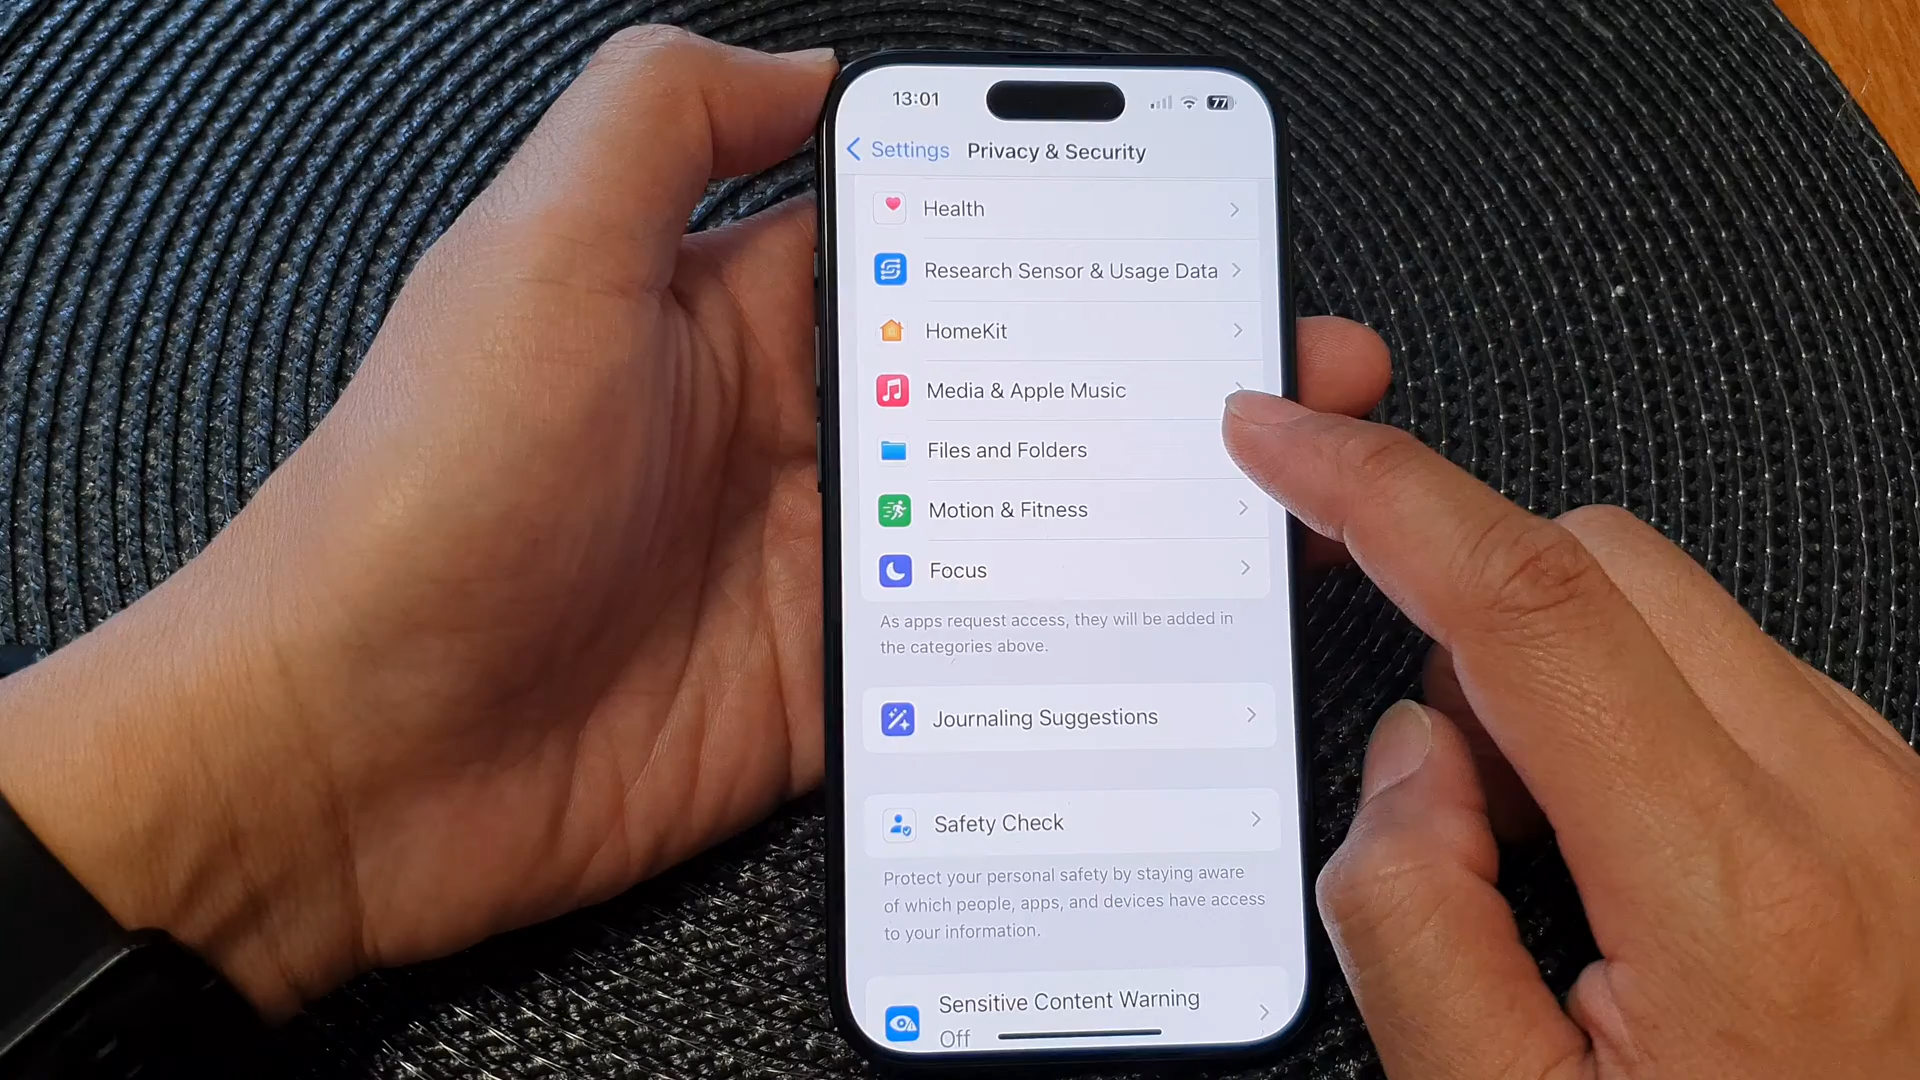 13:01
77
Settings
Privacy & Security
Health
Research Sensor & Usage Data
HomeKit
Media & Apple Music
Files and Folders
Motion & Fitness
Focus
As apps request access, they will be added in
the categories above.
Journaling Suggestions
Safety Check
Protect your personal safety by staying aware
of which people, apps, and devices have access
to your information.
Sensitive Content Warning
Off